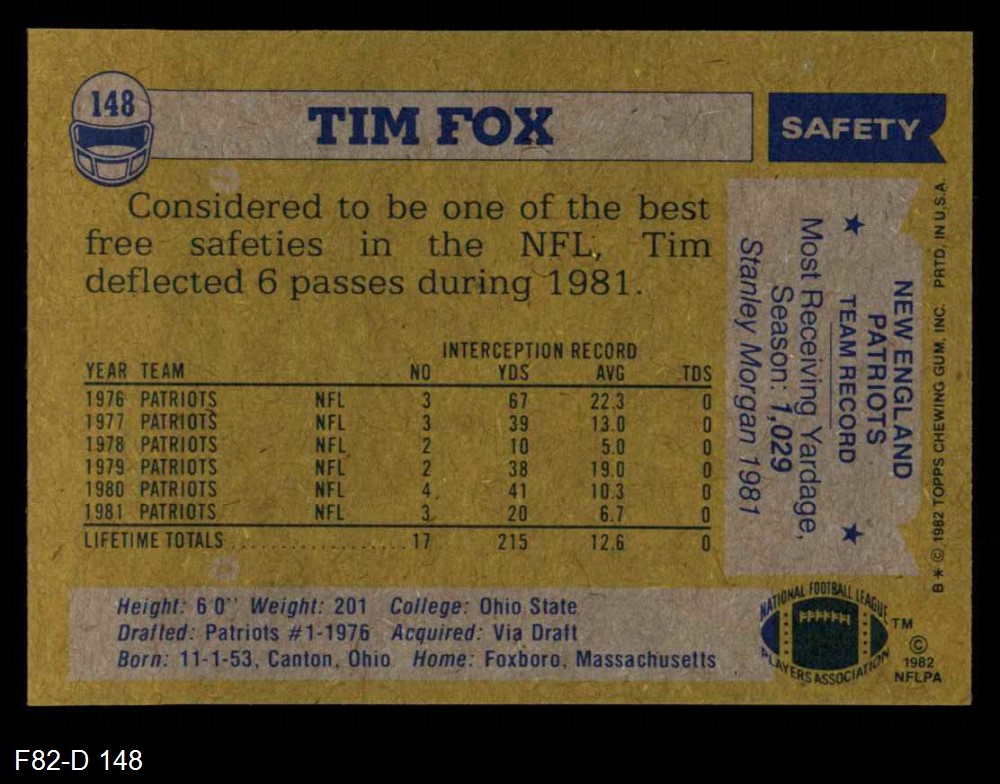 148
TIM FOX
SAFETY
Considered to be one of the best
free safeties in the NFL, Tim
deflected 6 passes during 1981.
INTERCEPTION RECORD
YEAR TEAM NO YDS AVG TDS
1976 PATRIOTS NFL 3 67 22.3 0
1977 PATRIOTS NFL 3 39 13.0 0
1978 PATRIOTS NFL 2 10 5.0 0
1979 PATRIOTS NFL 2 38 19.0 0
1980 PATRIOTS NFL 4 41 10.3 0
1981 PATRIOTS NFL 3 20 6.7 0
LIFETIME TOTALS .................. 17 215 12.6 0
NEW ENGLAND
PATRIOTS
★ TEAM RECORD ★
Most Receiving Yardage,
Season: 1,029
Stanley Morgan 1981
B * © 1982 TOPPS CHEWING GUM, INC. PRTD. IN U.S.A.
Height: 6'0" Weight: 201 College: Ohio State
Drafted: Patriots #1-1976 Acquired: Via Draft
Born: 11-1-53, Canton, Ohio Home: Foxboro, Massachusetts
NATIONAL FOOTBALL LEAGUE
PLAYERS ASSOCIATION
TM
©
1982
NFLPA
F82-D 148